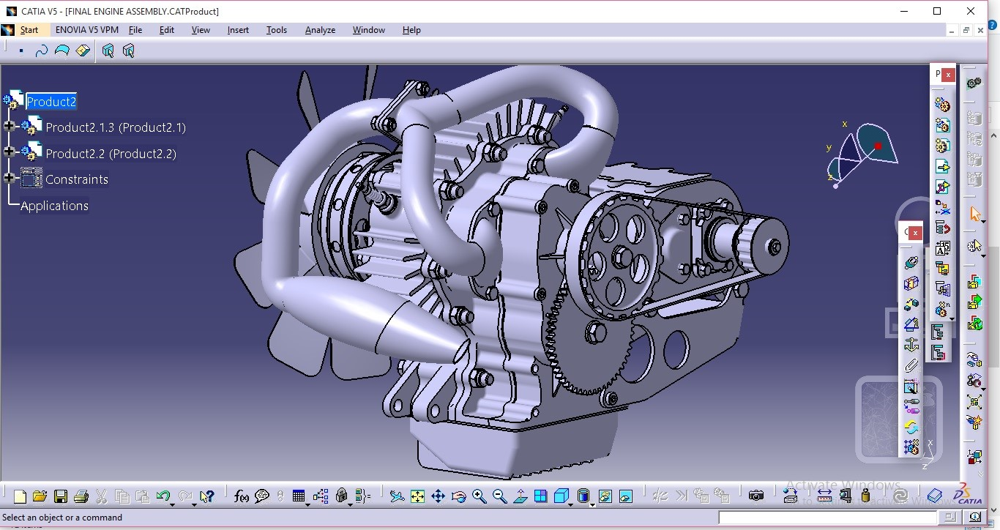 CATIA V5 - [FINAL ENGINE ASSEMBLY.CATProduct]
Start ENOVIA V5 VPM File Edit View Insert Tools Analyze Window Help
P
Product2
Product2.1.3 (Product2.1)
Product2.2 (Product2.2)
Constraints
Applications
x
y
z
x
z
Activate Windows
CATIA
Select an object or a command